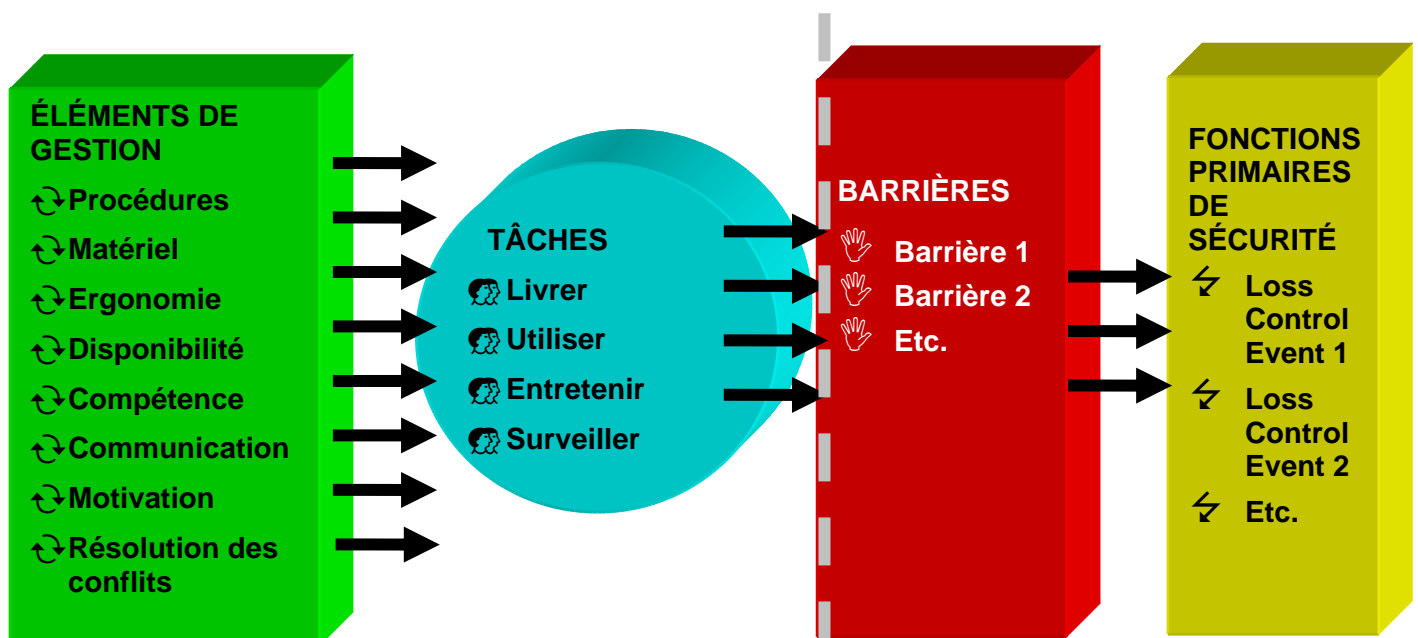 ÉLÉMENTS DE
GESTION
Procédures
Matériel
Ergonomie
Disponibilité
Compétence
Communication
Motivation
Résolution des
conflits
TÂCHES
Livrer
Utiliser
Entretenir
Surveiller
BARRIÈRES
Barrière 1
Barrière 2
Etc.
FONCTIONS
PRIMAIRES
DE
SÉCURITÉ
Loss
Control
Event 1
Loss
Control
Event 2
Etc.